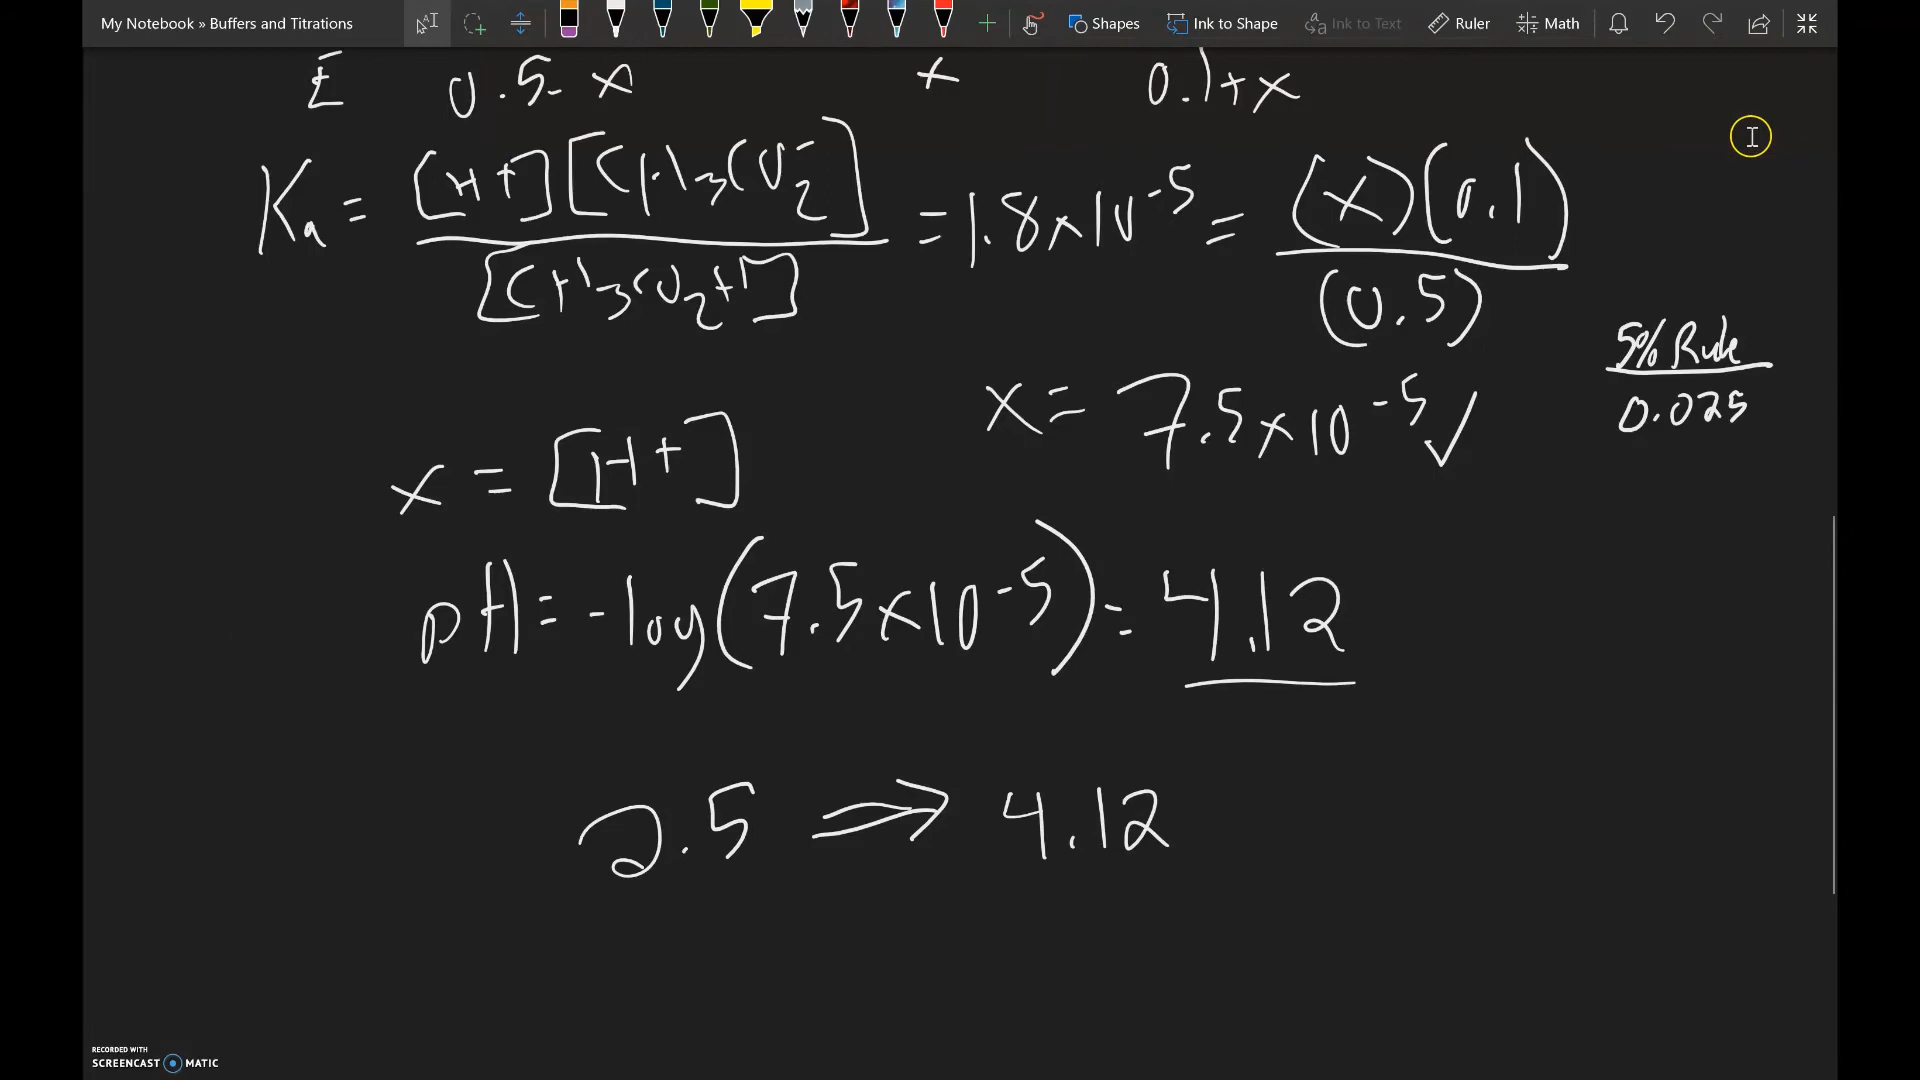 My Notebook » Buffers and Titrations Shapes Ink to Shape Ink to Text Ruler Math
E 0.5-x x 0.1+x
Ka = [H+][CH3CO2-] / [CH3CO2H] = 1.8x10^-5 = (x)(0.1) / (0.5)
5% Rule
0.025
x = 7.5x10^-5 ✓
x = [H+]
pH = -log(7.5x10^-5) = 4.12
2.5 ⇒ 4.12
RECORDED WITH
SCREENCAST MATIC